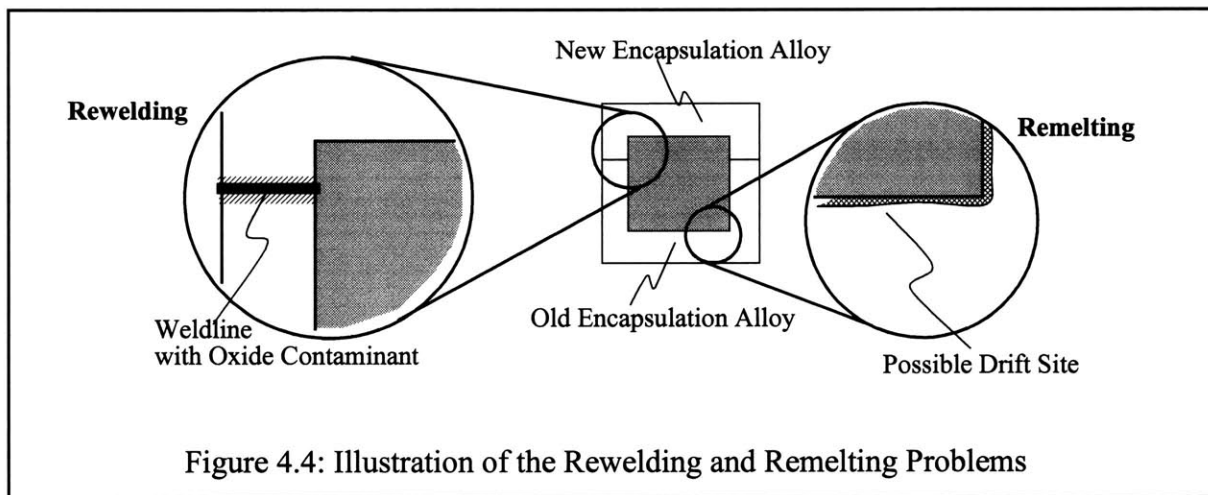 New Encapsulation Alloy
Rewelding
Remelting
Weldline
with Oxide Contaminant
Old Encapsulation Alloy
Possible Drift Site
Figure 4.4: Illustration of the Rewelding and Remelting Problems